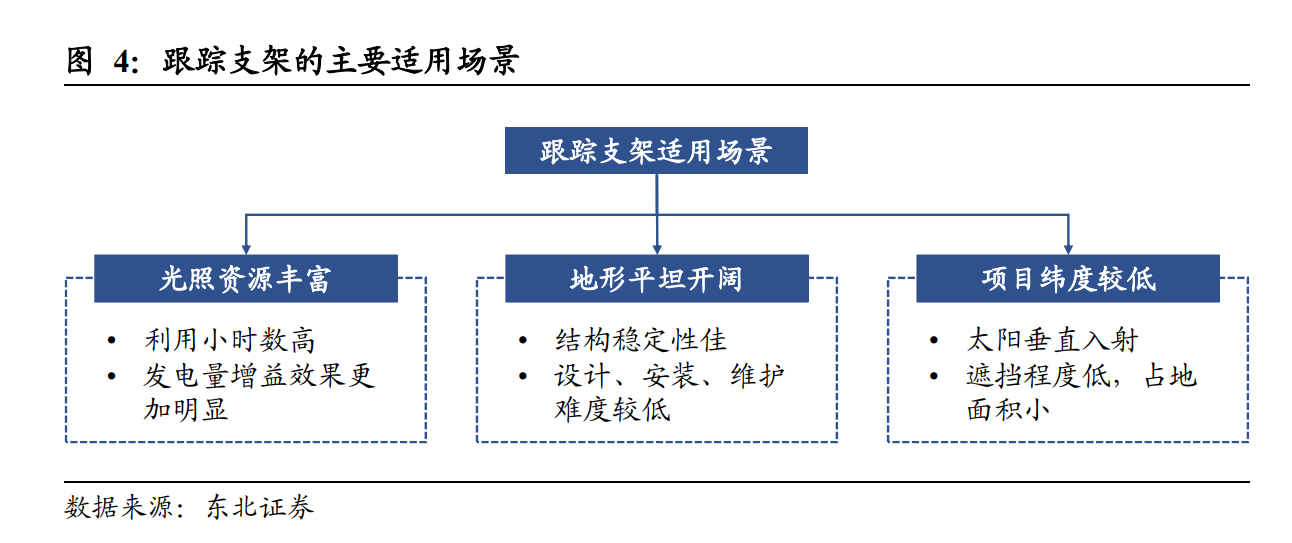 图 4：跟踪支架的主要适用场景
跟踪支架适用场景
光照资源丰富
• 利用小时数高
• 发电量增益效果更
加明显
地形平坦开阔
• 结构稳定性佳
• 设计、安装、维护
难度较低
项目纬度较低
• 太阳垂直入射
• 遮挡程度低，占地
面积小
数据来源：东北证券